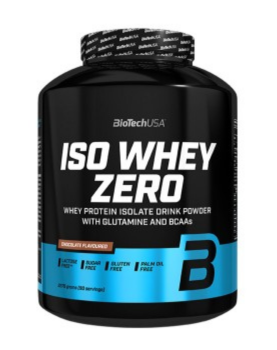 BioTechUSA
ISO WHEY
ZERO
WHEY PROTEIN ISOLATE DRINK POWDER
WITH GLUTAMINE AND BCAAs
CHOCOLATE FLAVOURED
LACTOSE SUGAR GLUTEN PALM OIL
FREE FREE FREE FREE
B